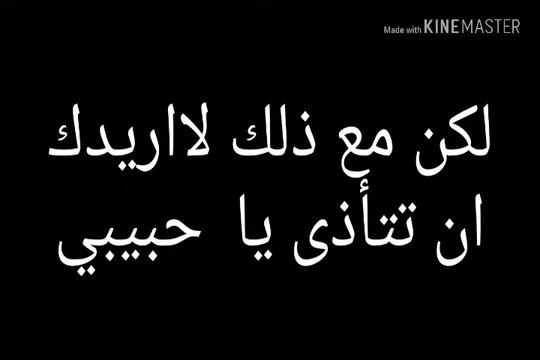 Made with KINEMASTER
لكن مع ذلك لااريدك
ان تتأذى يا حبيبي